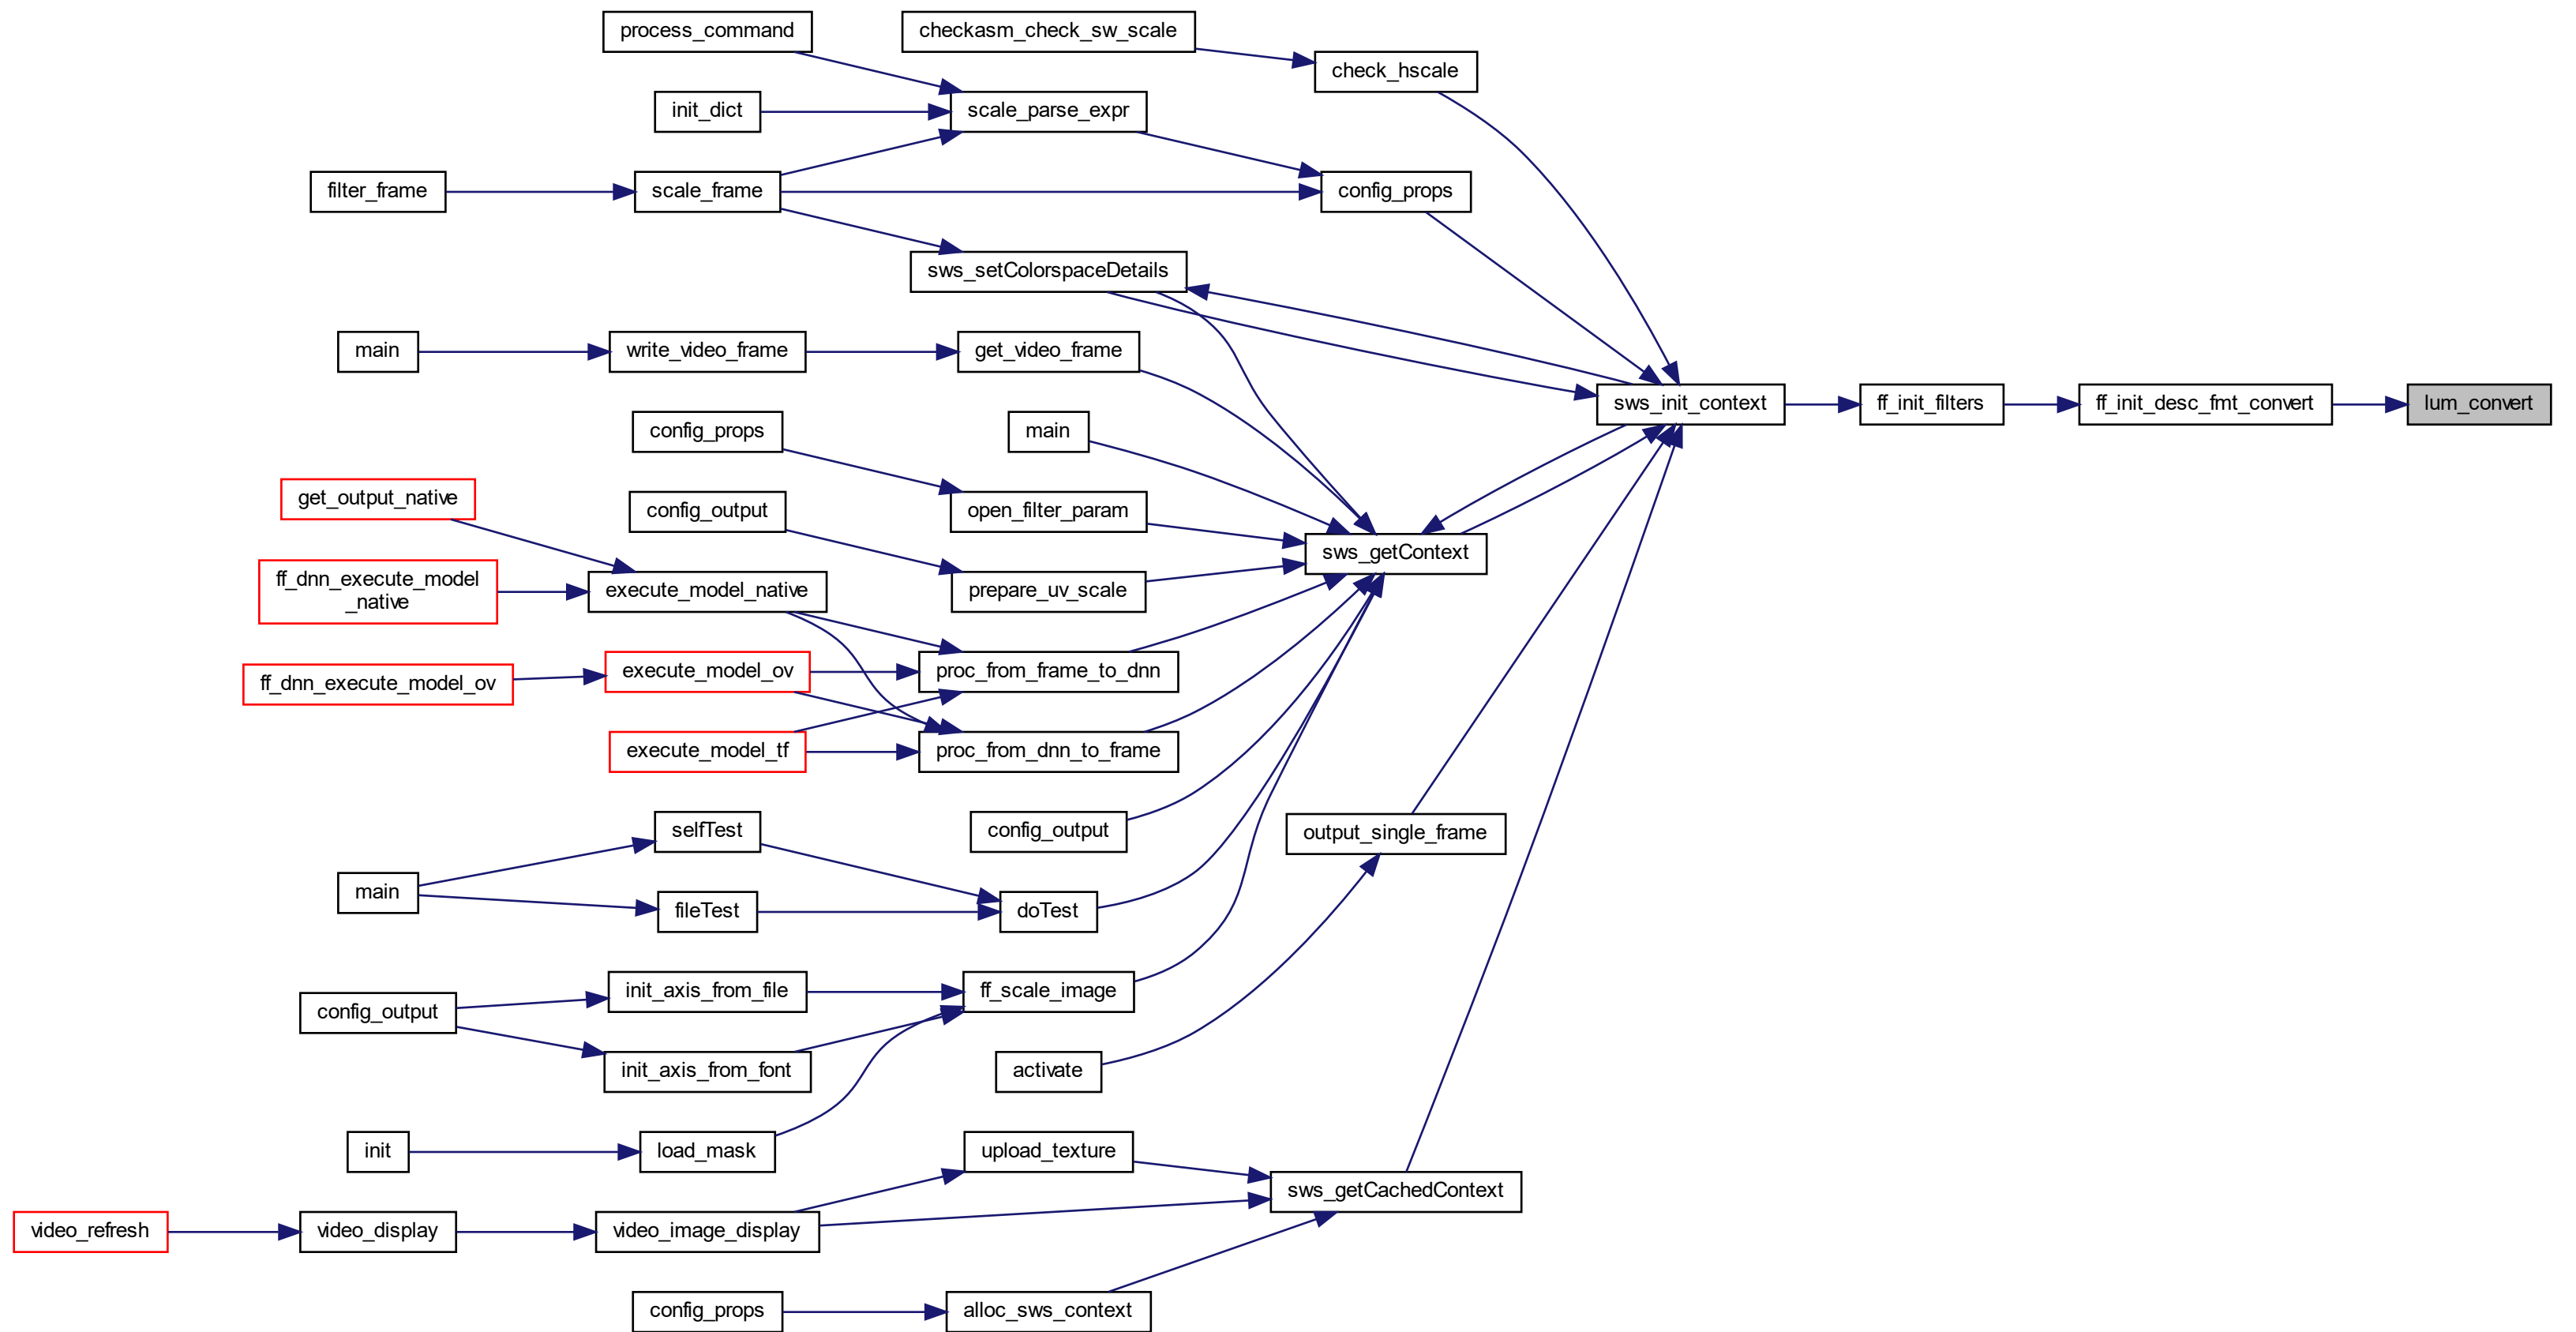 process_command
checkasm_check_sw_scale
check_hscale
init_dict
scale_parse_expr
filter_frame
scale_frame
config_props
sws_setColorspaceDetails
main
write_video_frame
get_video_frame
sws_init_context
ff_init_filters
ff_init_desc_fmt_convert
lum_convert
config_props
main
get_output_native
config_output
open_filter_param
sws_getContext
ff_dnn_execute_model
_native
execute_model_native
prepare_uv_scale
ff_dnn_execute_model_ov
execute_model_ov
proc_from_frame_to_dnn
execute_model_tf
proc_from_dnn_to_frame
selfTest
config_output
output_single_frame
main
fileTest
doTest
config_output
init_axis_from_file
ff_scale_image
init_axis_from_font
activate
init
load_mask
upload_texture
sws_getCachedContext
video_refresh
video_display
video_image_display
config_props
alloc_sws_context